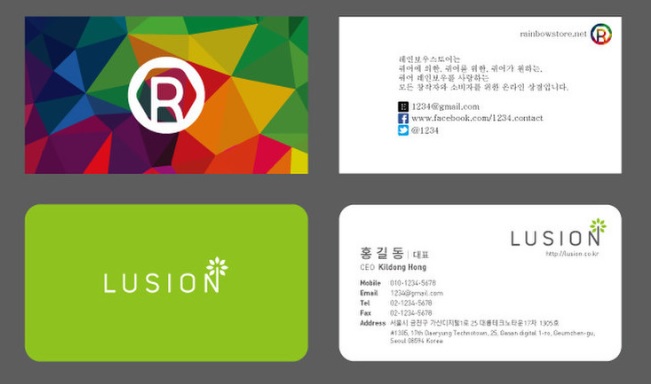 R
rainbowstore.net
레인보우스토어는
퀴어에 의한, 퀴어를 위한, 퀴어가 원하는,
퀴어 레인보우를 사랑하는
모든 창작자와 소비자를 위한 온라인 상점입니다.
E 1234@gmail.com
f www.facebook.com/1234.contact
@1234
LUSION
LUSION
http://lusion.co.kr
홍길동 | 대표
CEO Kildong Hong
Mobile 010-1234-5678
Email 1234@gmail.com
Tel 02-1234-5678
Fax 02-1234-5678
Address 서울시 금천구 가산디지털1로 25 대륭테크노타운17차 1305호
#1305, 17th Daeryung Technotown, 25, Gasan digital 1-ro, Geumchen-gu,
Seoul 08594 Korea